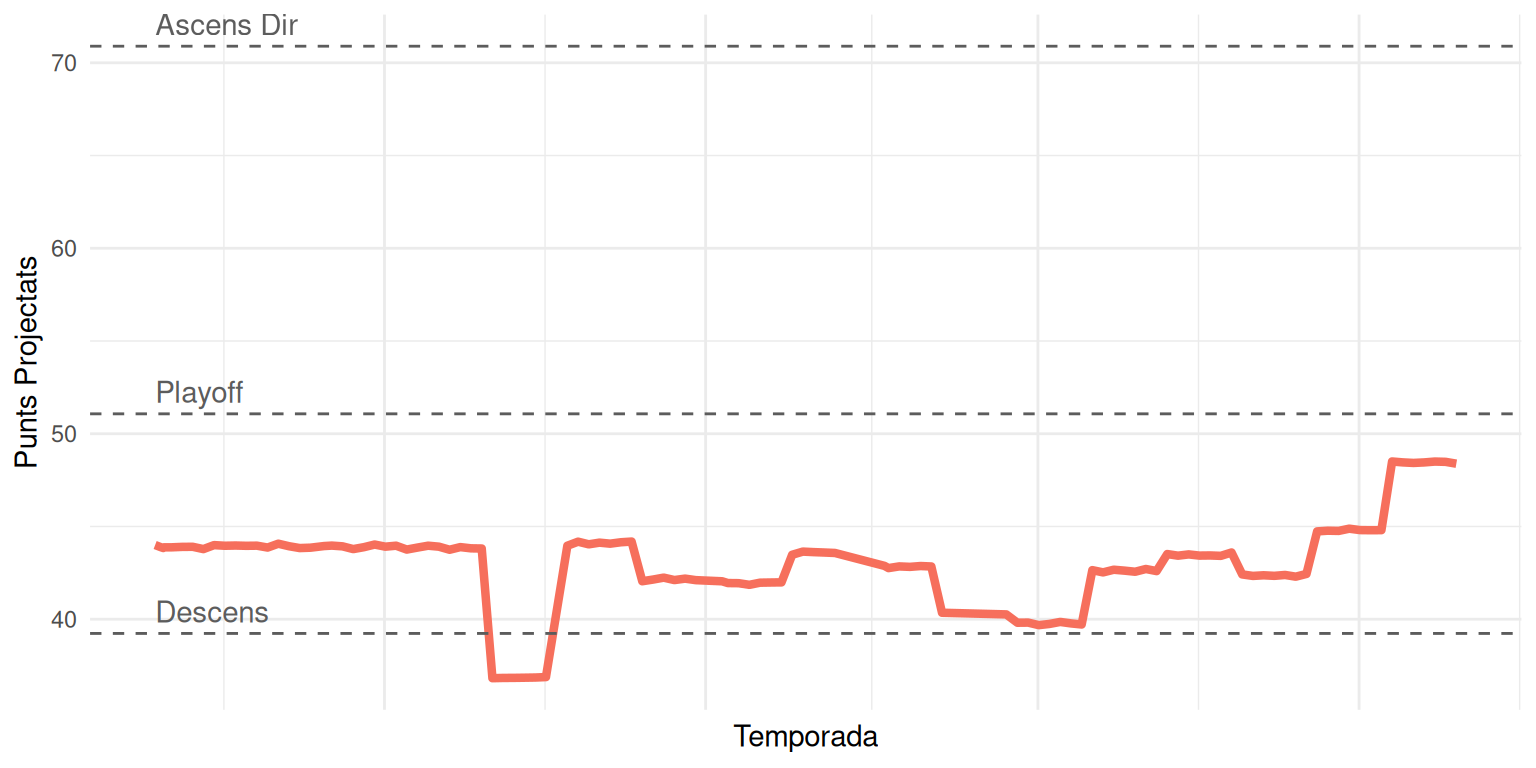 Ascens Dir
70
60
Punts Projectats
Playoff
50
Descens
40
Temporada